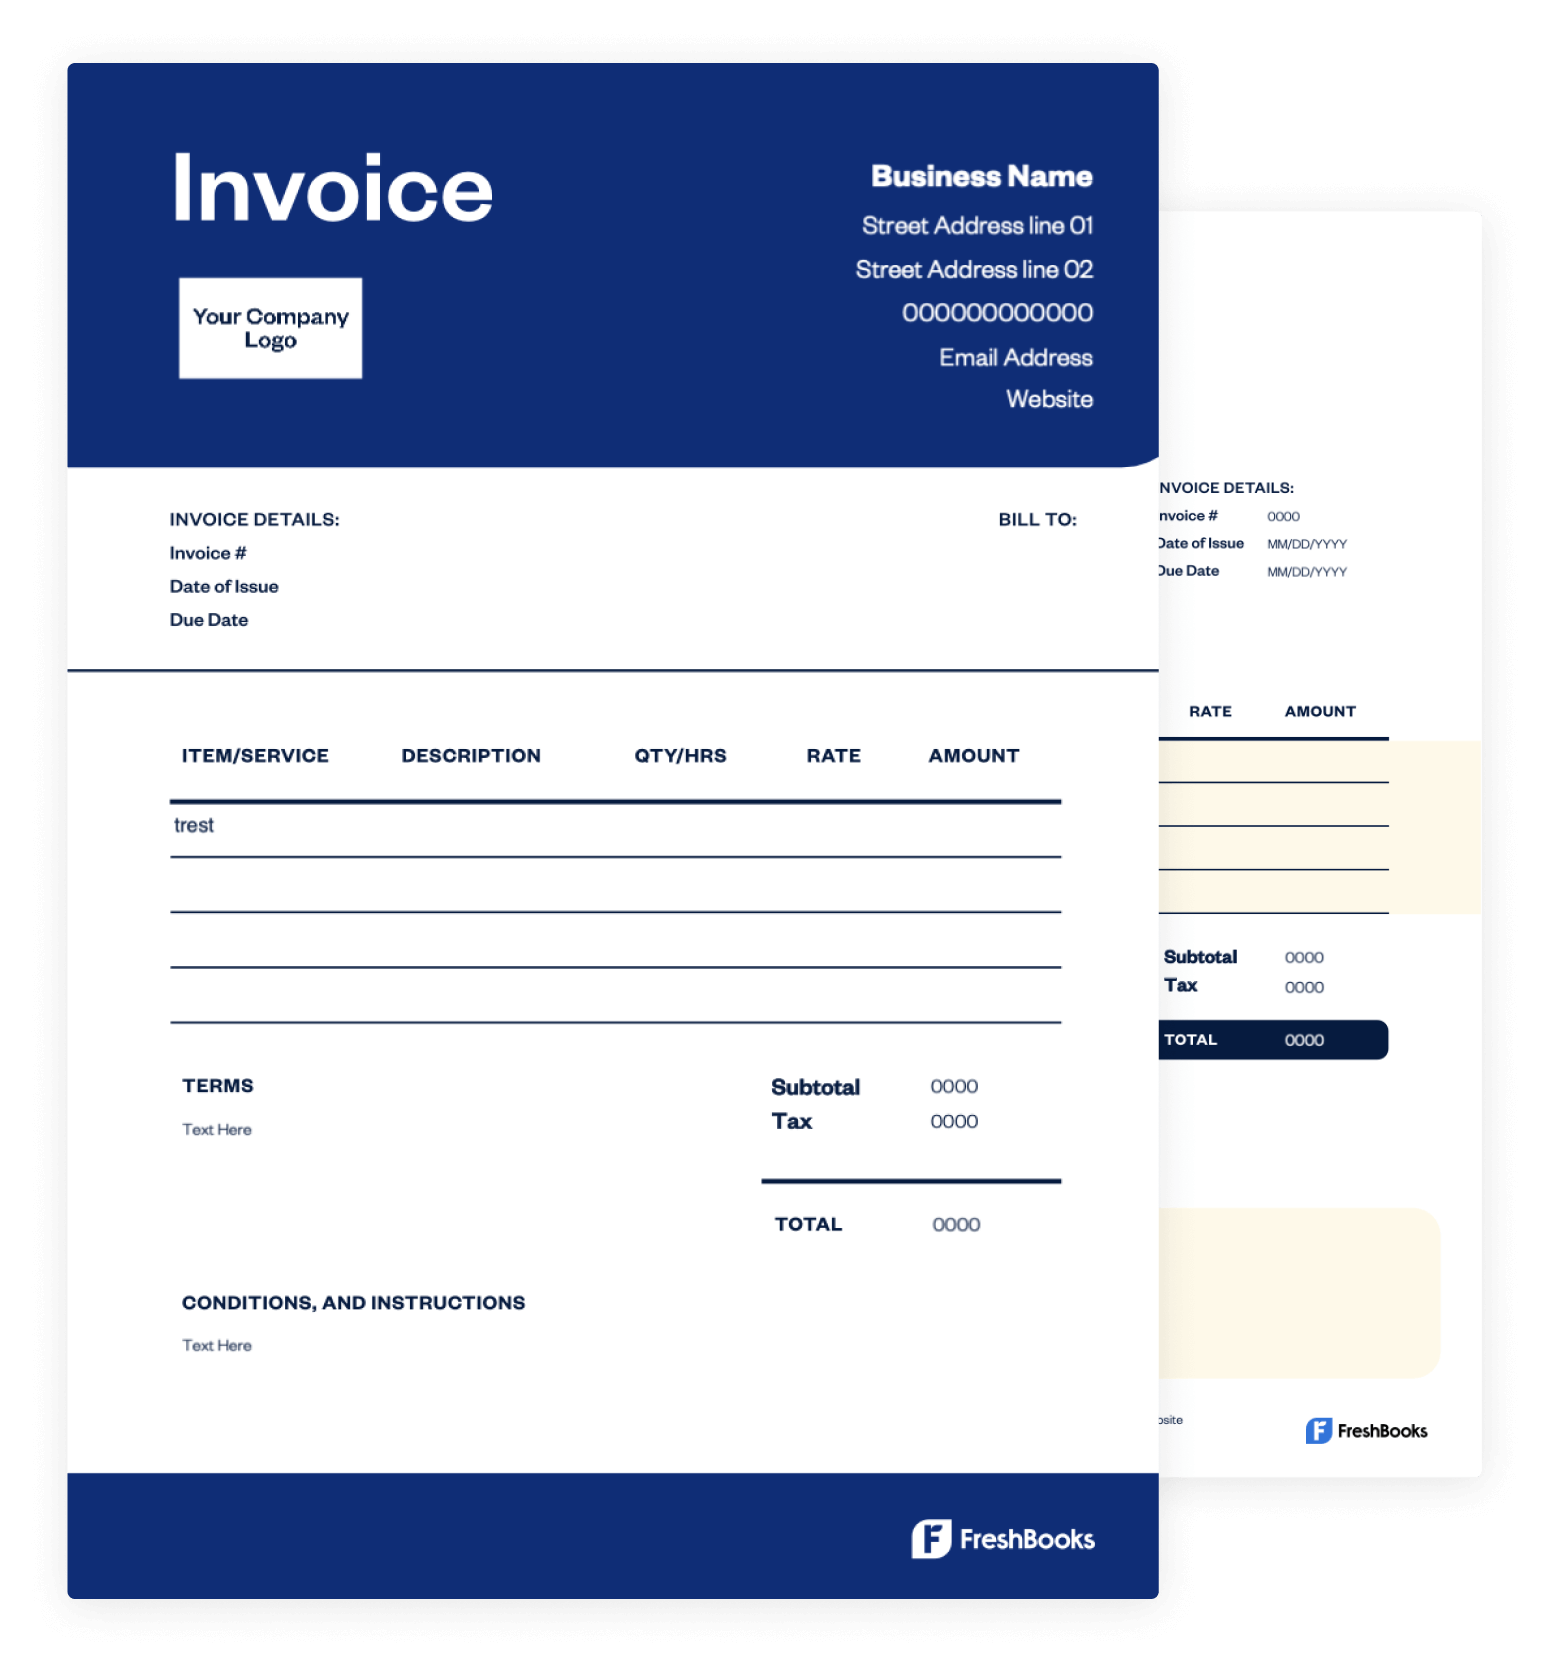 Invoice
Your Company
Logo
Business Name
Street Address line 01
Street Address line 02
000000000000
Email Address
Website
INVOICE DETAILS:
Invoice #
Date of Issue
Due Date
BILL TO:
ITEM/SERVICE DESCRIPTION QTY/HRS RATE AMOUNT
trest
TERMS
Text Here
Subtotal 0000
Tax 0000
TOTAL 0000
CONDITIONS, AND INSTRUCTIONS
Text Here
FreshBooks
NVOICE DETAILS:
nvoice # 0000
Date of Issue MM/DD/YYYY
Due Date MM/DD/YYYY
RATE AMOUNT
Subtotal 0000
Tax 0000
TOTAL 0000
osite
FreshBooks